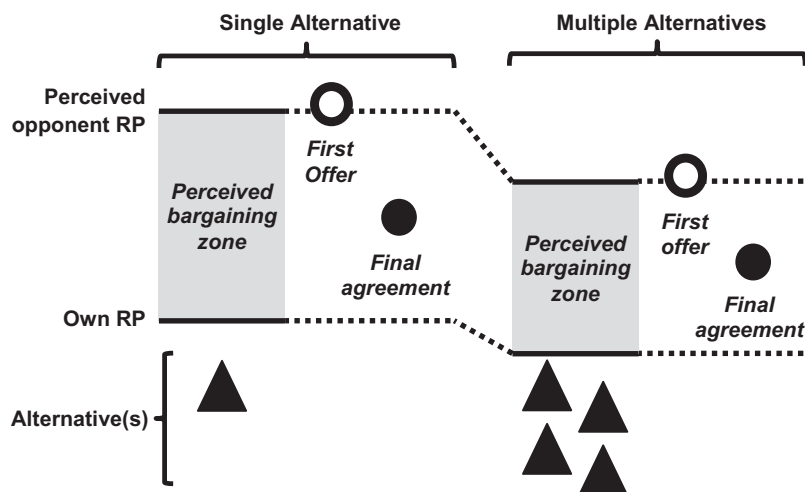 Single Alternative
Multiple Alternatives
Perceived
opponent RP
First
Offer
Perceived
bargaining
zone
Final
agreement
First
offer
Perceived
bargaining
zone
Final
agreement
Own RP
Alternative(s)